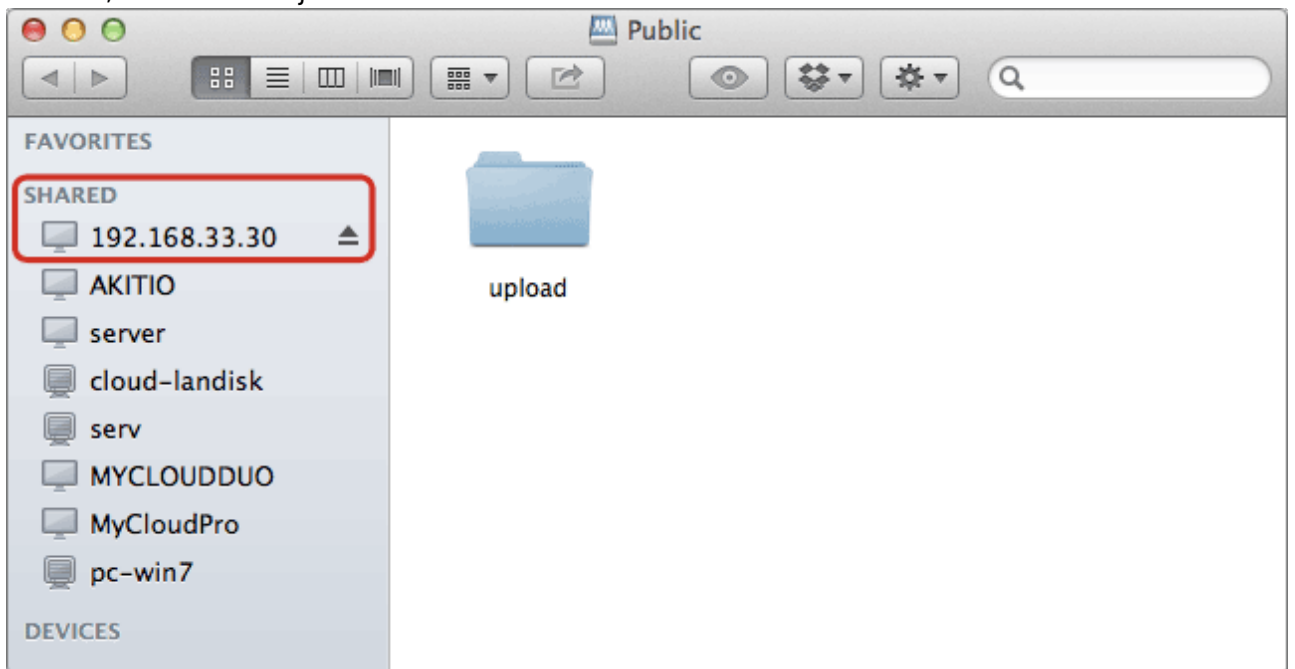 Public
FAVORITES
SHARED
192.168.33.30
AKITIO
server
cloud-landisk
serv
MYCLOUDDUO
MyCloudPro
pc-win7
DEVICES
upload